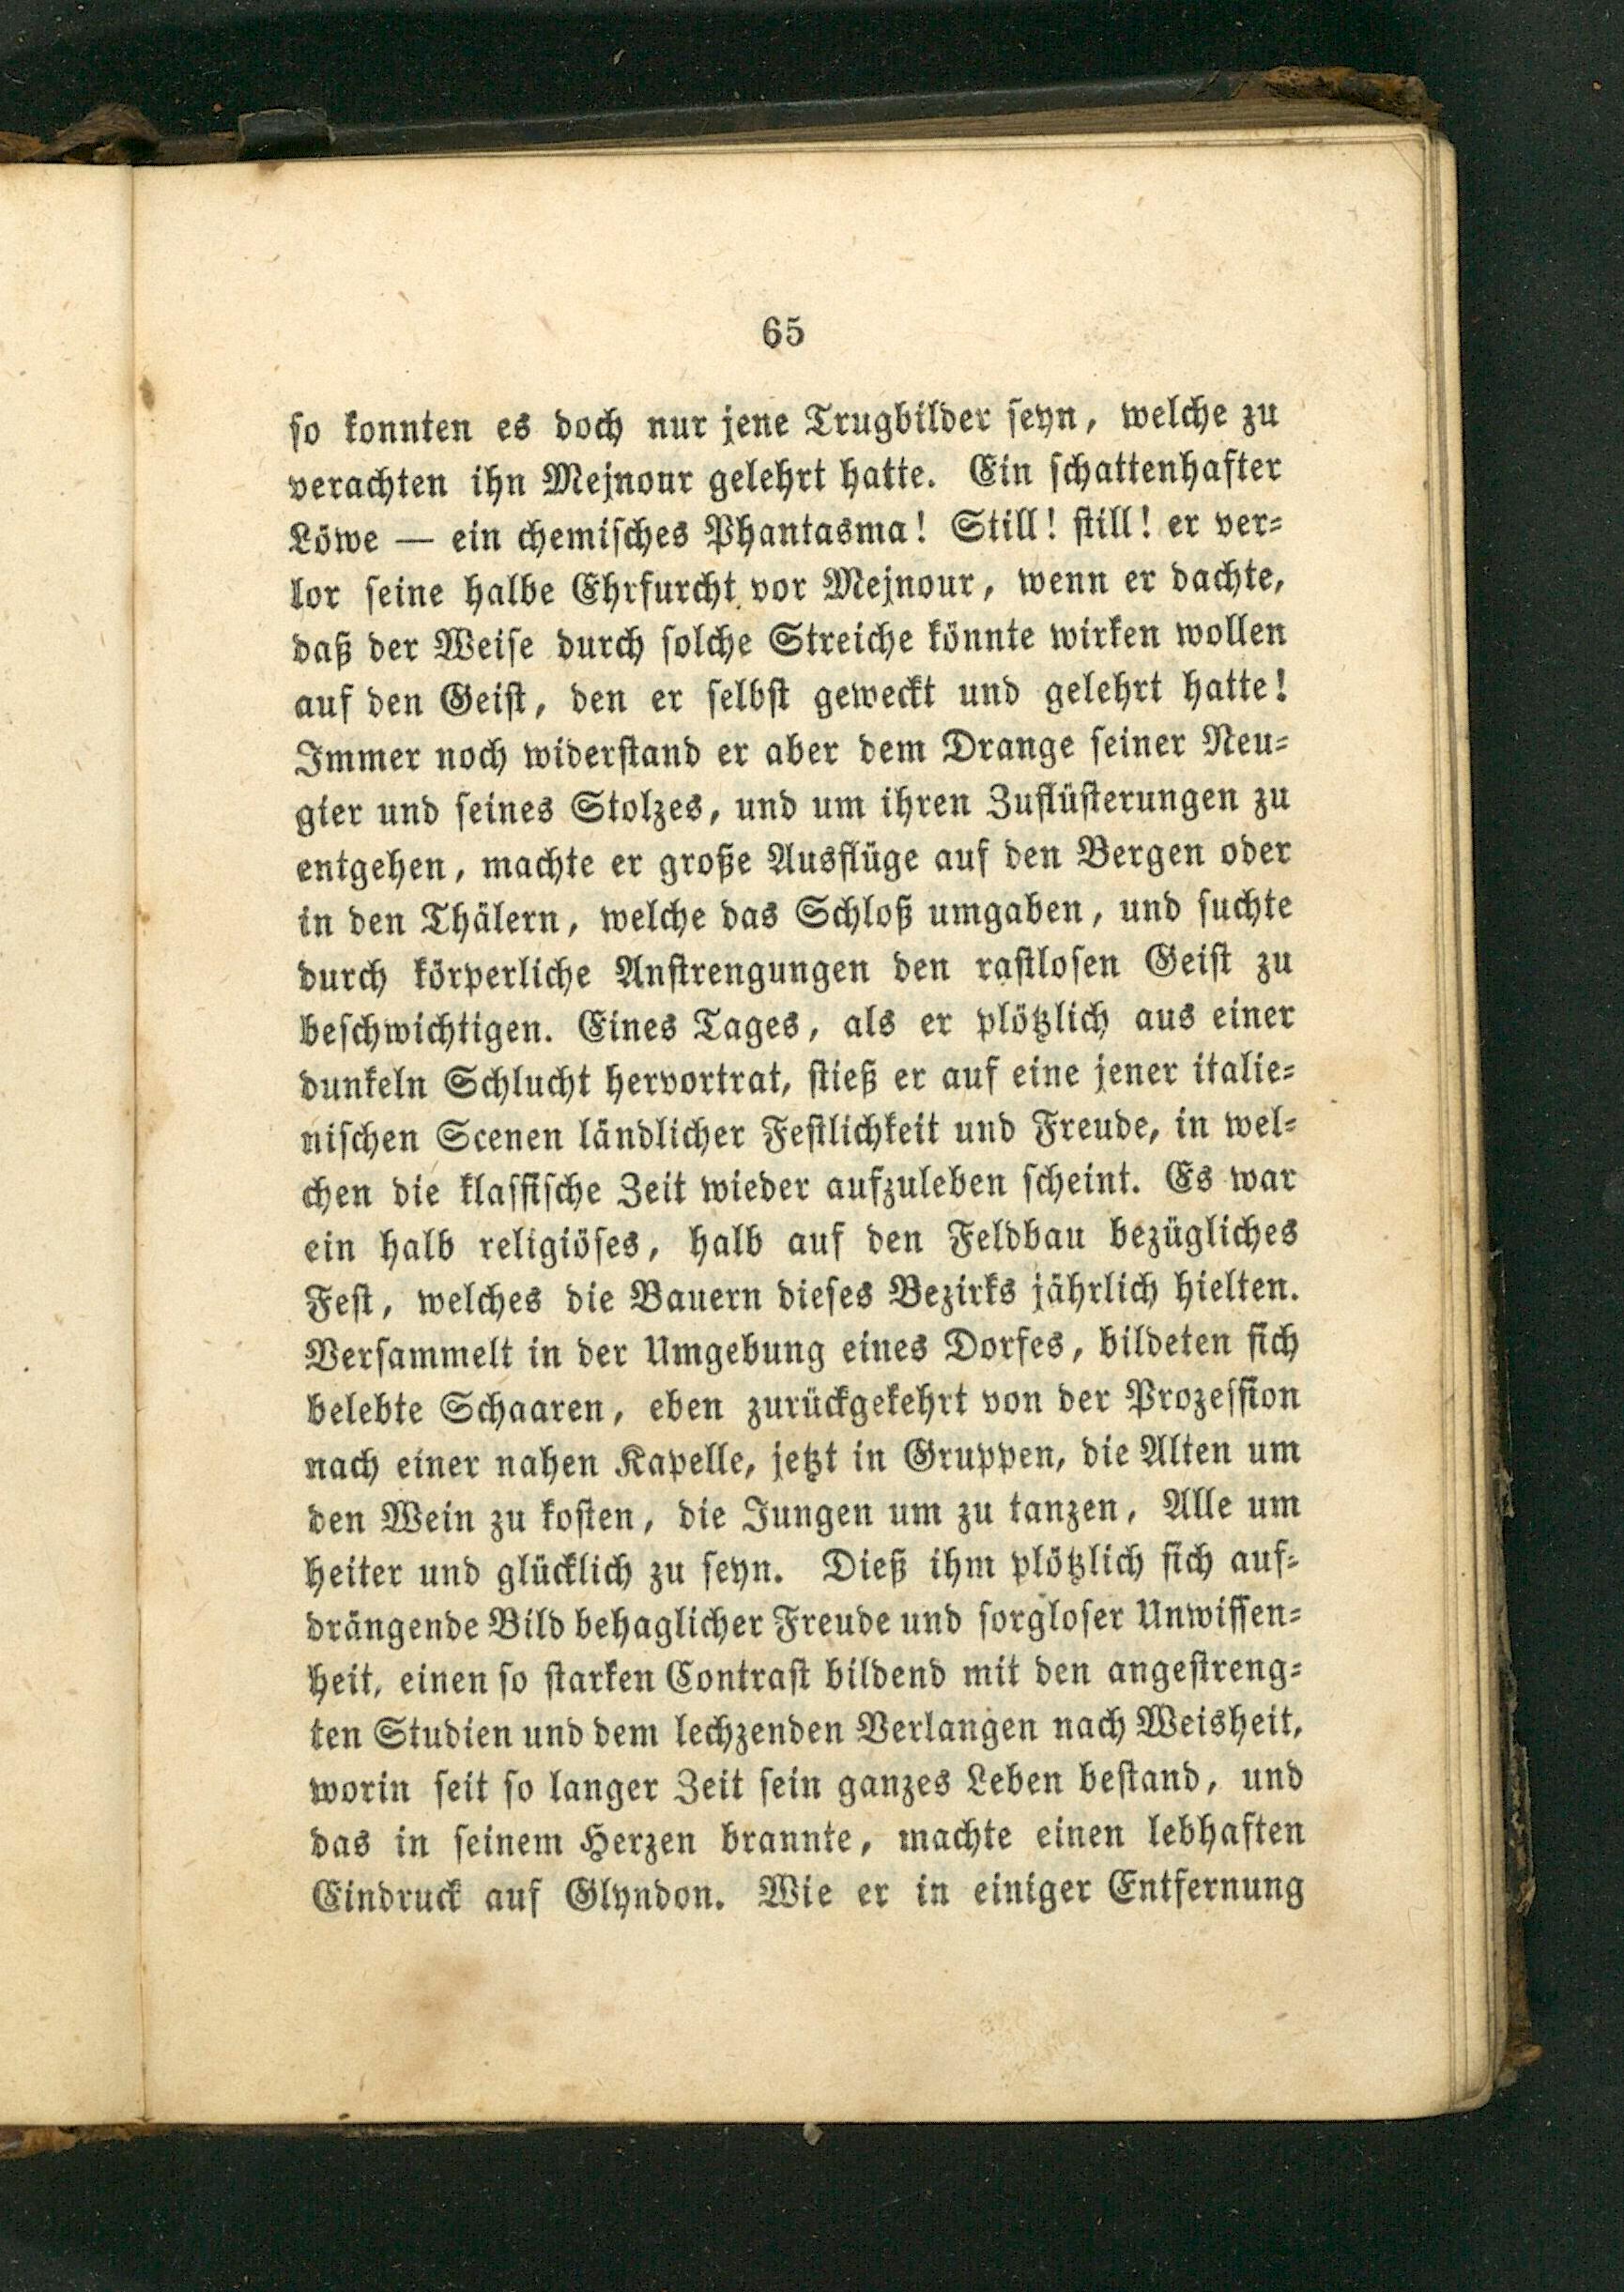 65
so konnten es doch nur jene Trugbilder seyn, welche zu
verachten ihn Mejnour gelehrt hatte. Ein schattenhafter
Löwe — ein chemisches Phantasma! Still! still! er ver-
lor seine halbe Ehrfurcht vor Mejnour, wenn er dachte,
daß der Weise durch solche Streiche könnte wirken wollen
auf den Geist, den er selbst geweckt und gelehrt hatte!
Immer noch widerstand er aber dem Drange seiner Neu-
gier und seines Stolzes, und um ihren Zuflüsterungen zu
entgehen, machte er große Ausflüge auf den Bergen oder
in den Thälern, welche das Schloß umgaben, und suchte
durch körperliche Anstrengungen den rastlosen Geist zu
beschwichtigen. Eines Tages, als er plötzlich aus einer
dunkeln Schlucht hervortrat, stieß er auf eine jener italie-
nischen Scenen ländlicher Festlichkeit und Freude, in wel-
chen die klassische Zeit wieder aufzuleben scheint. Es war
ein halb religiöses, halb auf den Feldbau bezügliches
Fest, welches die Bauern dieses Bezirks jährlich hielten.
Versammelt in der Umgebung eines Dorfes, bildeten sich
belebte Schaaren, eben zurückgekehrt von der Prozession
nach einer nahen Kapelle, jetzt in Gruppen, die Alten um
den Wein zu kosten, die Jungen um zu tanzen, Alle um
heiter und glücklich zu seyn. Dieß ihm plötzlich sich auf-
drängende Bild behaglicher Freude und sorgloser Unwissen-
heit, einen so starken Contrast bildend mit den angestreng-
ten Studien und dem lechzenden Verlangen nach Weisheit,
worin seit so langer Zeit sein ganzes Leben bestand, und
das in seinem Herzen brannte, machte einen lebhaften
Eindruck auf Glyndon. Wie er in einiger Entfernung